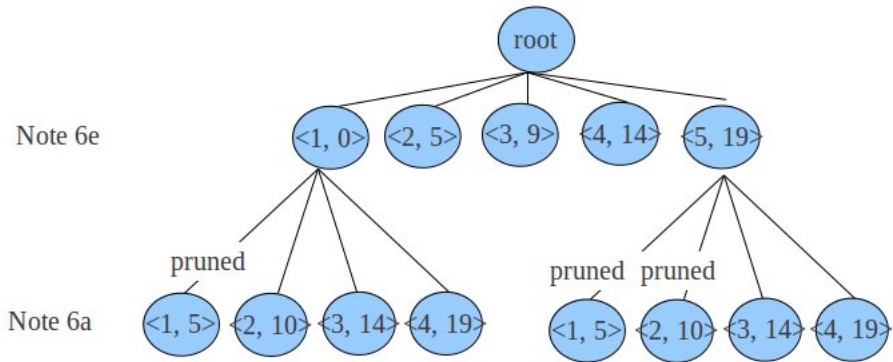 root
Note 6e <1, 0> <2, 5> <3, 9> <4, 14> <5, 19>
pruned pruned pruned
Note 6a <1, 5> <2, 10> <3, 14> <4, 19> <1, 5> <2, 10> <3, 14> <4, 19>